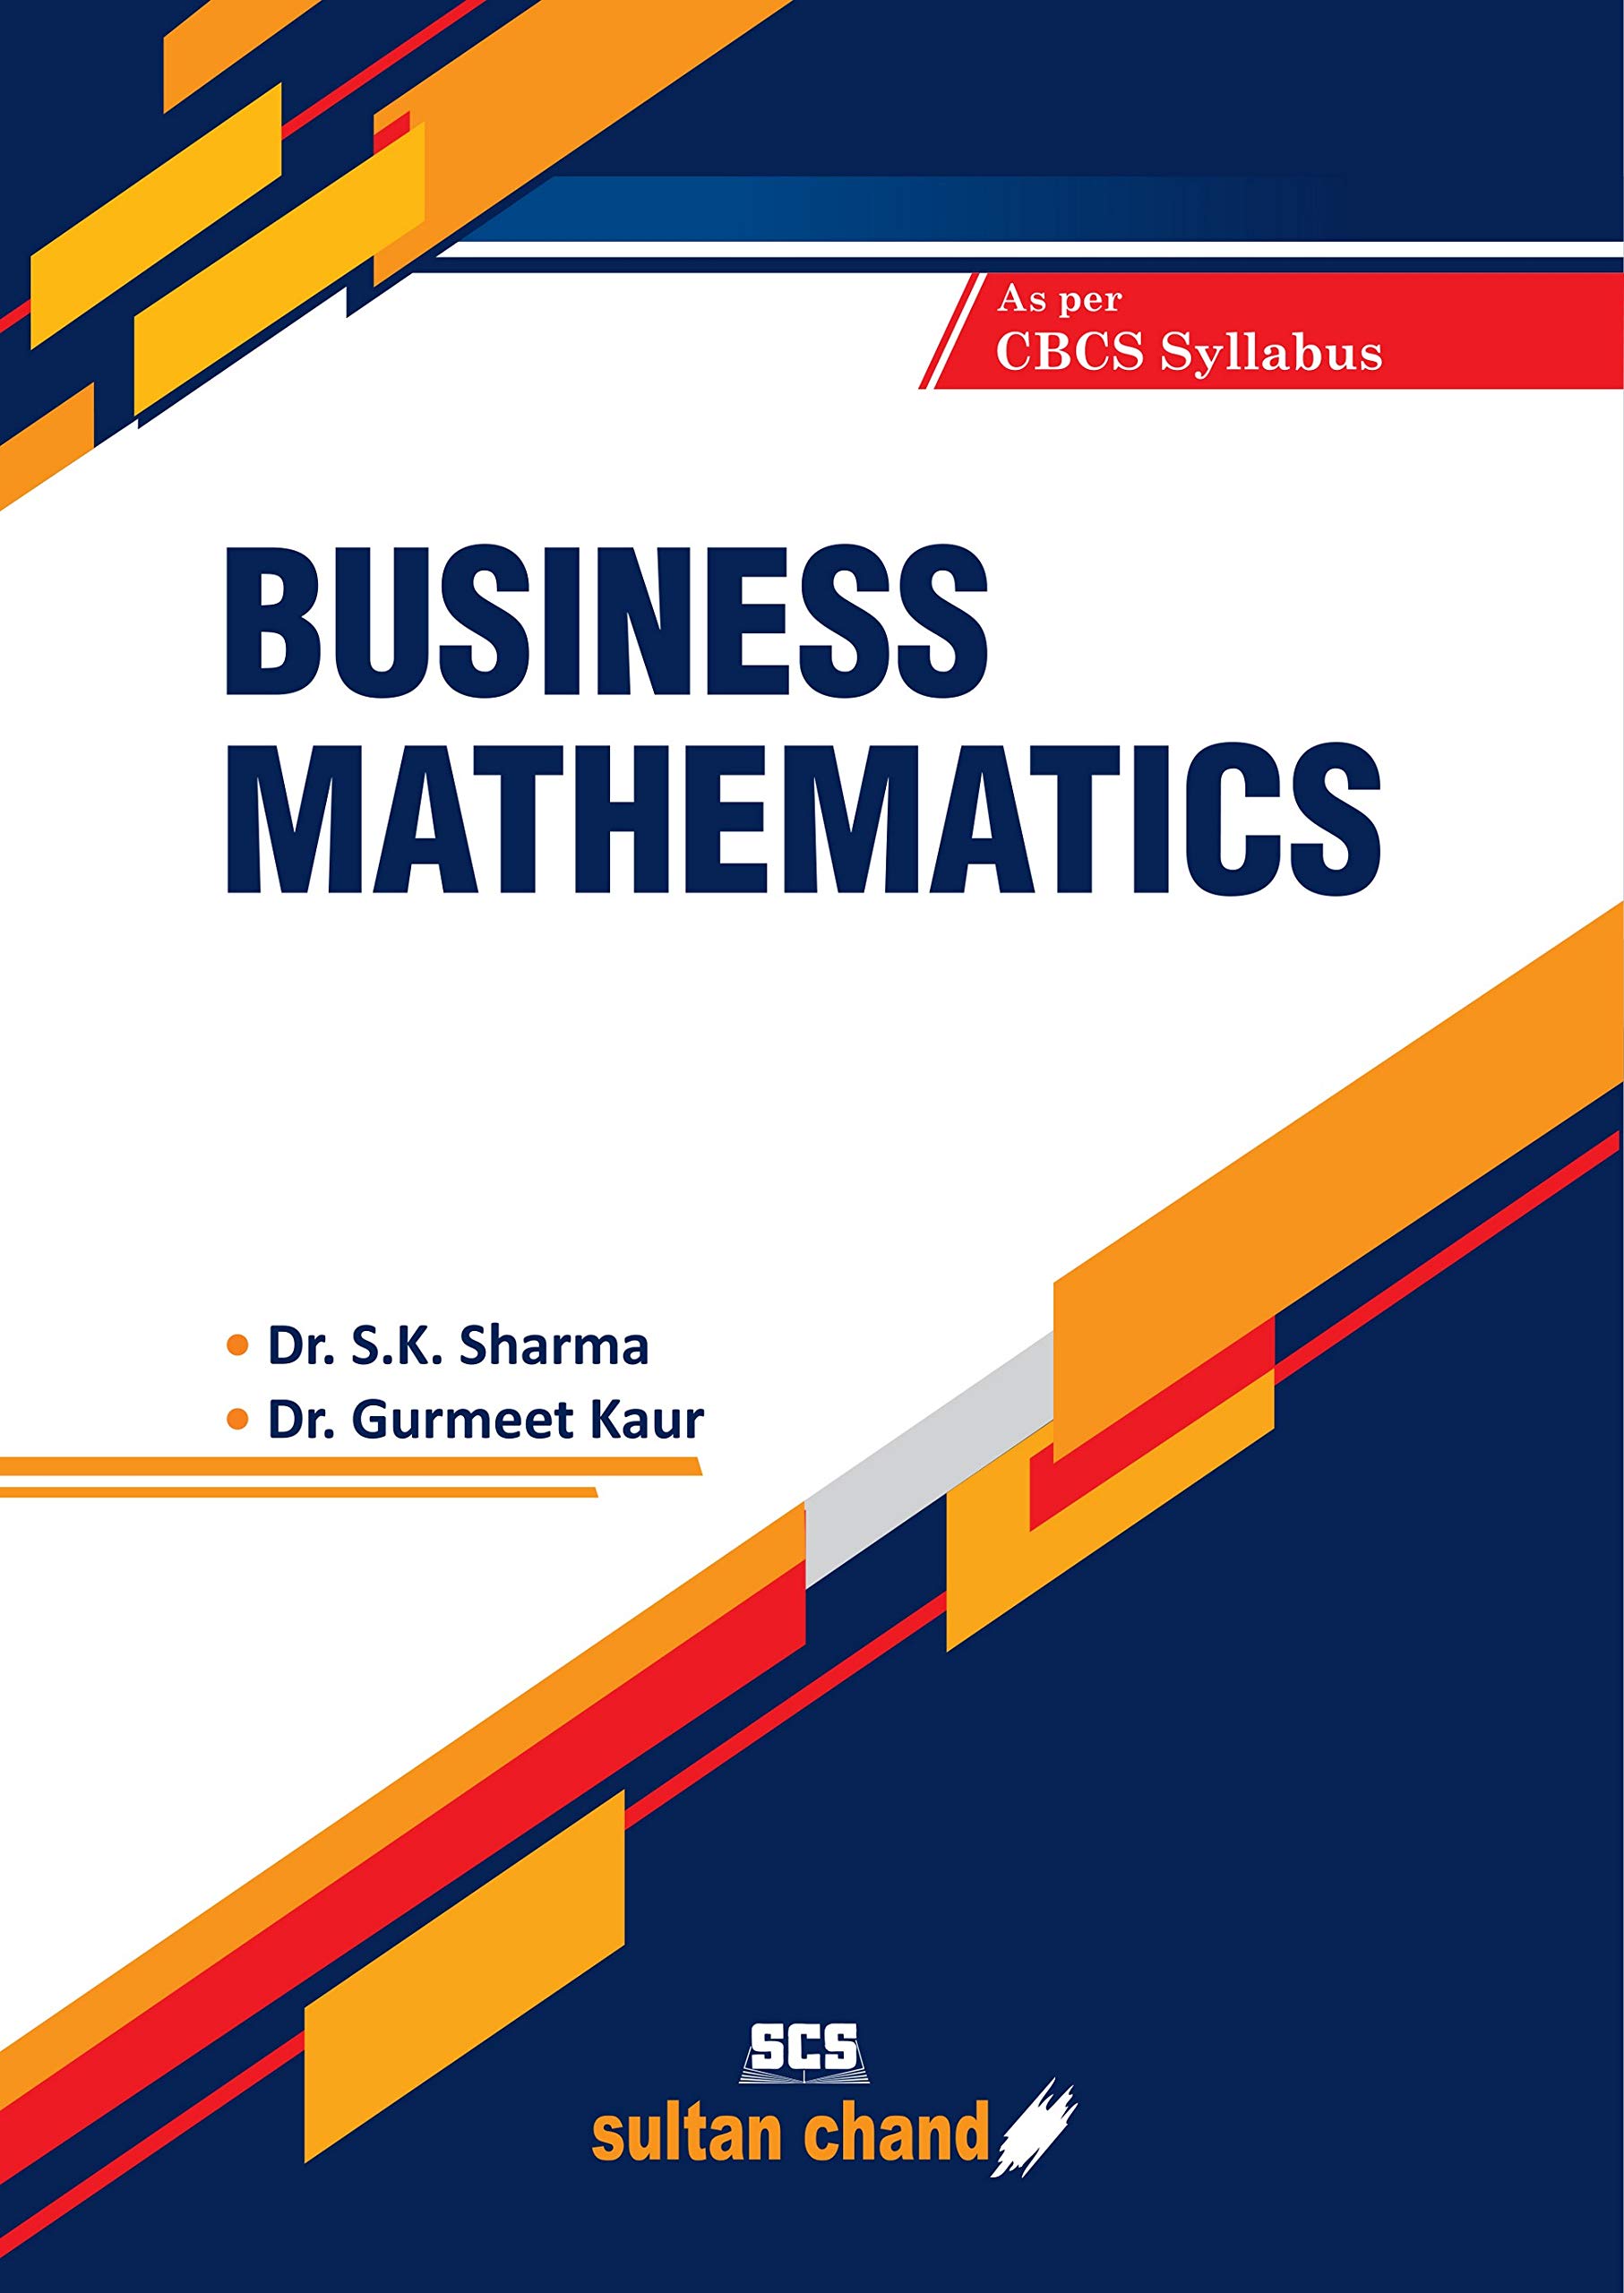 As per
CBCS Syllabus
BUSINESS
MATHEMATICS
Dr. S.K. Sharma
Dr. Gurmeet Kaur
SCS
sultan chand